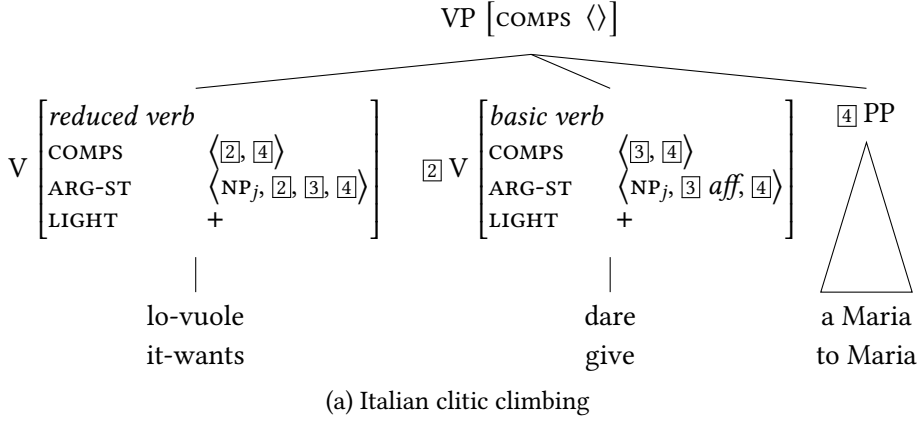 VP [COMPS ⟨⟩]
V [reduced verb
COMPS ⟨[2], [4]⟩
ARG-ST ⟨NP_j, [2], [3], [4]⟩
LIGHT +]
[2] V [basic verb
COMPS ⟨[3], [4]⟩
ARG-ST ⟨NP_j, [3] aff, [4]⟩
LIGHT +]
[4] PP
lo-vuole dare a Maria
it-wants give to Maria
(a) Italian clitic climbing